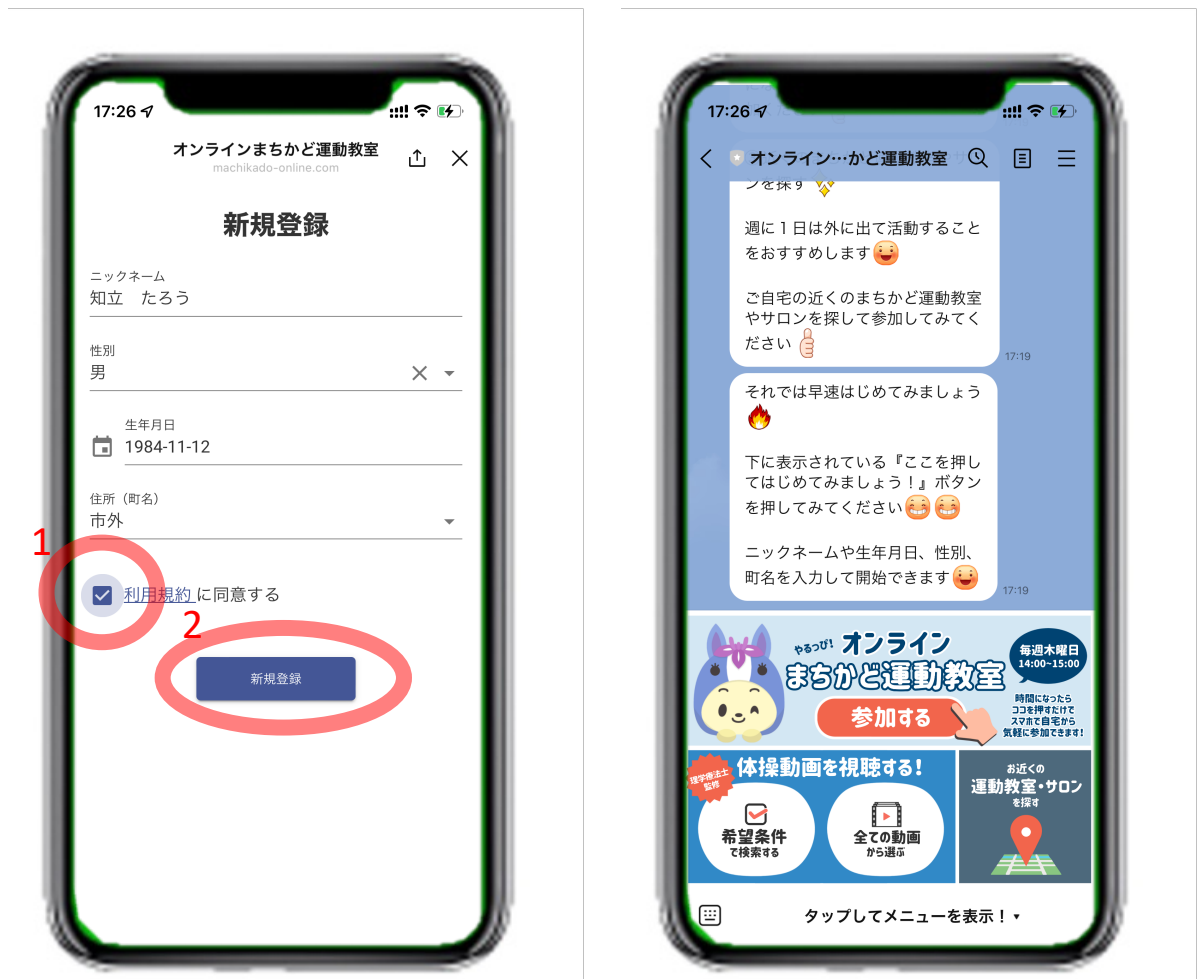 17:26
オンラインまちかど運動教室
machikado-online.com
新規登録
ニックネーム
知立　たろう
性別
男
生年月日
1984-11-12
住所（町名）
市外
1
利用規約 に同意する
2
新規登録
17:26
オンライン…かど運動教室
ンを探す
週に１日は外に出て活動すること
をおすすめします
ご自宅の近くのまちかど運動教室
やサロンを探して参加してみてく
ださい
17:19
それでは早速はじめてみましょう
下に表示されている『ここを押し
てはじめてみましょう！』ボタン
を押してみてください
ニックネームや生年月日、性別、
町名を入力して開始できます
17:19
やるっぴ！ オンライン
まちかど運動教室
参加する
毎週木曜日
14:00~15:00
時間になったら
ココを押すだけで
スマホで自宅から
気軽に参加できます！
理学療法士
監修
体操動画を視聴する！
希望条件
で検索する
全ての動画
から選ぶ
お近くの
運動教室・サロン
を探す
タップしてメニューを表示！▼